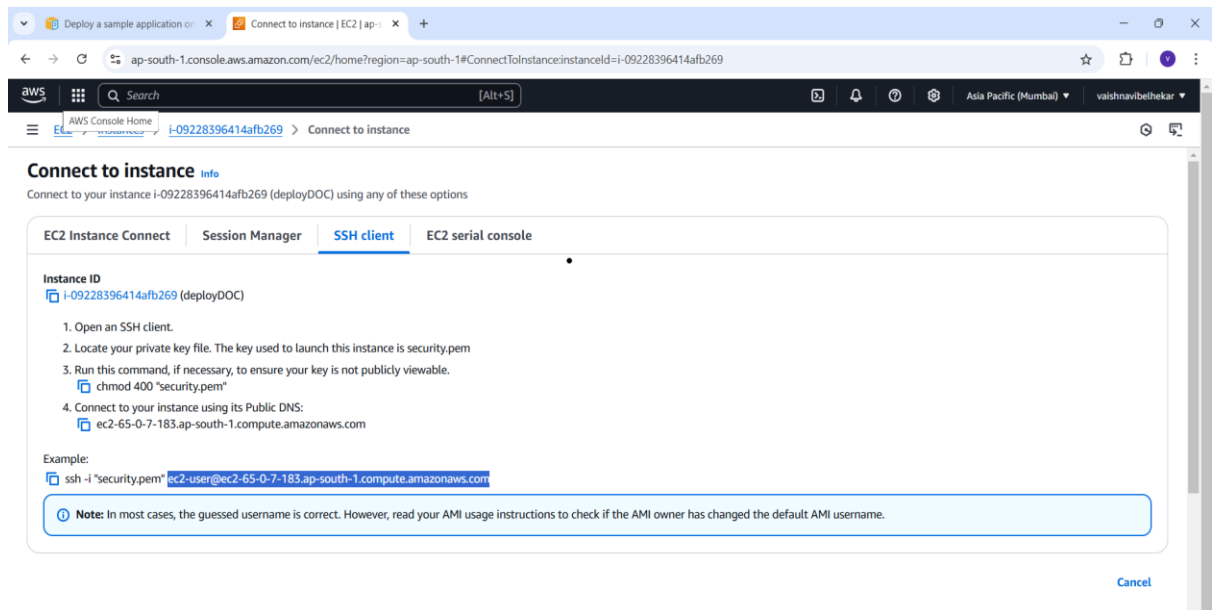 Deploy a sample application on
Connect to instance | EC2 | ap-s
ap-south-1.console.aws.amazon.com/ec2/home?region=ap-south-1#ConnectToInstance:instanceId=i-09228396414afb269
V
aws
Search
[Alt+S]
Asia Pacific (Mumbai)
vaishnavibelhekar
AWS Console Home
EC2 > Instances > i-09228396414afb269 > Connect to instance
Connect to instance Info
Connect to your instance i-09228396414afb269 (deployDOC) using any of these options
EC2 Instance Connect
Session Manager
SSH client
EC2 serial console
Instance ID
i-09228396414afb269 (deployDOC)
1. Open an SSH client.
2. Locate your private key file. The key used to launch this instance is security.pem
3. Run this command, if necessary, to ensure your key is not publicly viewable.
chmod 400 "security.pem"
4. Connect to your instance using its Public DNS:
ec2-65-0-7-183.ap-south-1.compute.amazonaws.com
Example:
ssh -i "security.pem" ec2-user@ec2-65-0-7-183.ap-south-1.compute.amazonaws.com
Note: In most cases, the guessed username is correct. However, read your AMI usage instructions to check if the AMI owner has changed the default AMI username.
Cancel